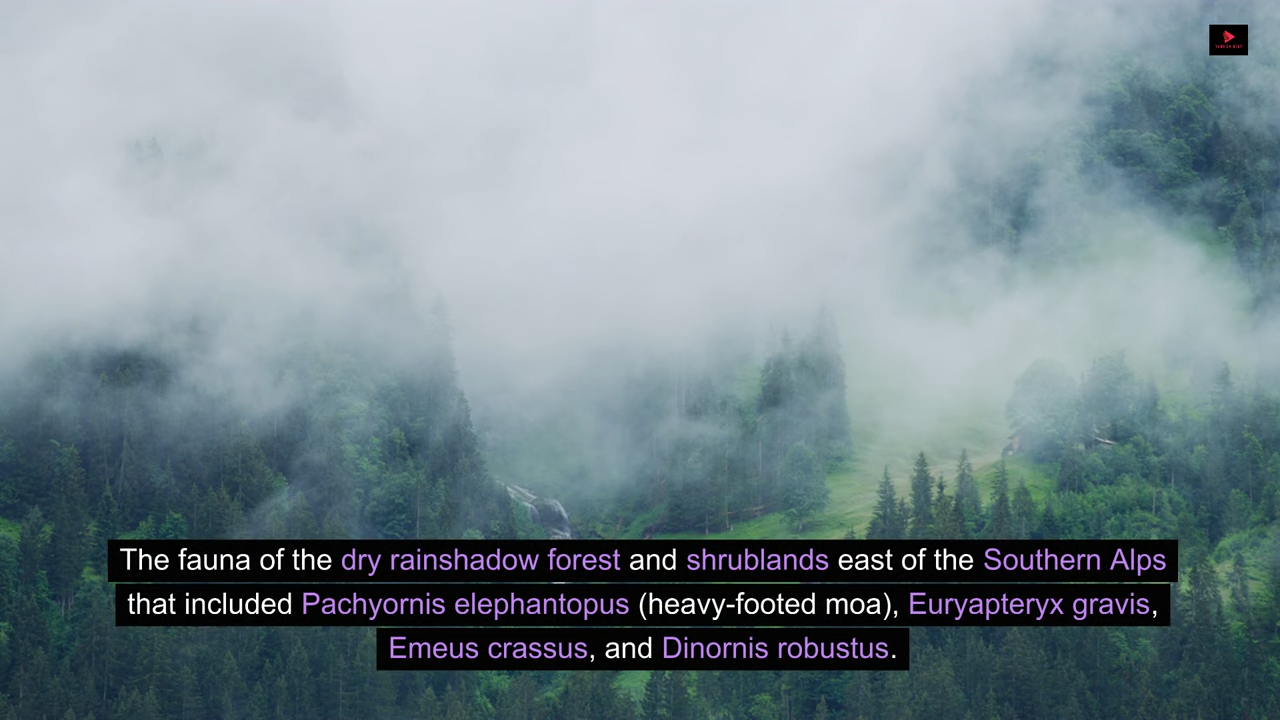 The fauna of the dry rainshadow forest and shrublands east of the Southern Alps
that included Pachyornis elephantopus (heavy-footed moa), Euryapteryx gravis,
Emeus crassus, and Dinornis robustus.